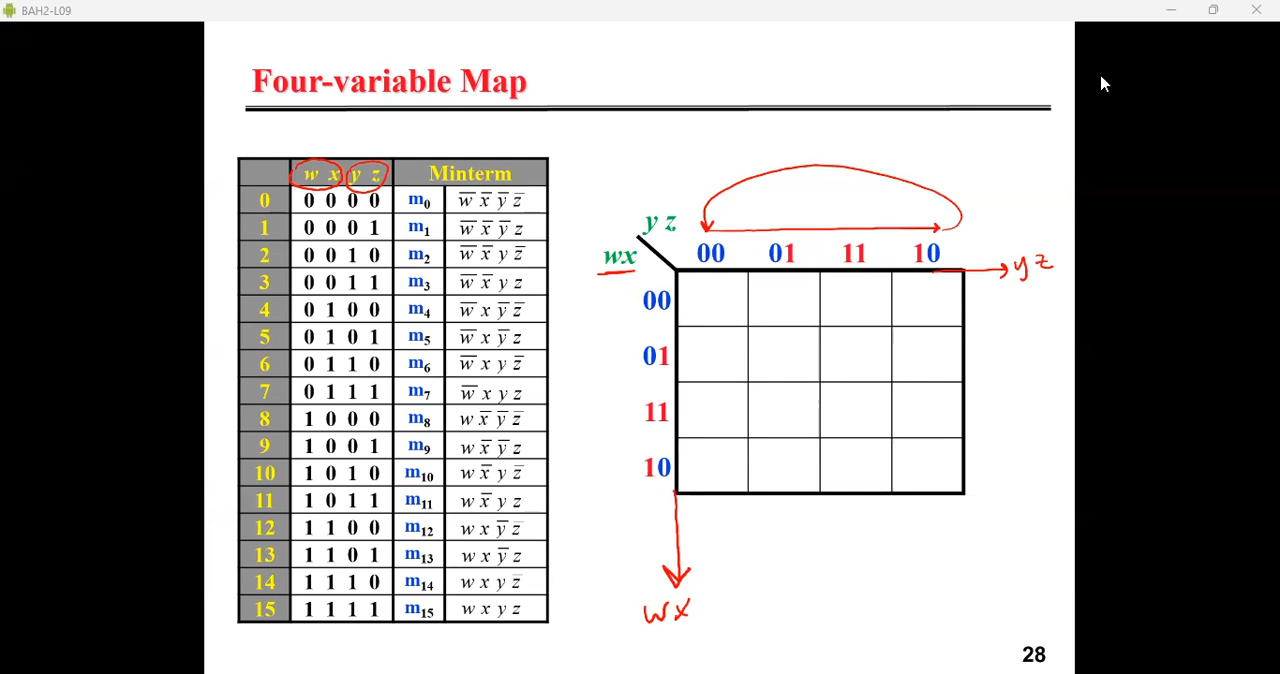 BAH2-L09
Four-variable Map
w x y z Minterm
0 0 0 0 0 m₀ w̅ x̅ y̅ z̅
1 0 0 0 1 m₁ w̅ x̅ y̅ z
2 0 0 1 0 m₂ w̅ x̅ y z̅
3 0 0 1 1 m₃ w̅ x̅ y z
4 0 1 0 0 m₄ w̅ x y̅ z̅
5 0 1 0 1 m₅ w̅ x y̅ z
6 0 1 1 0 m₆ w̅ x y z̅
7 0 1 1 1 m₇ w̅ x y z
8 1 0 0 0 m₈ w x̅ y̅ z̅
9 1 0 0 1 m₉ w x̅ y̅ z
10 1 0 1 0 m₁₀ w x̅ y z̅
11 1 0 1 1 m₁₁ w x̅ y z
12 1 1 0 0 m₁₂ w x y̅ z̅
13 1 1 0 1 m₁₃ w x y̅ z
14 1 1 1 0 m₁₄ w x y z̅
15 1 1 1 1 m₁₅ w x y z
y z
wx 00 01 11 10
yz
00
01
11
10
wx
28